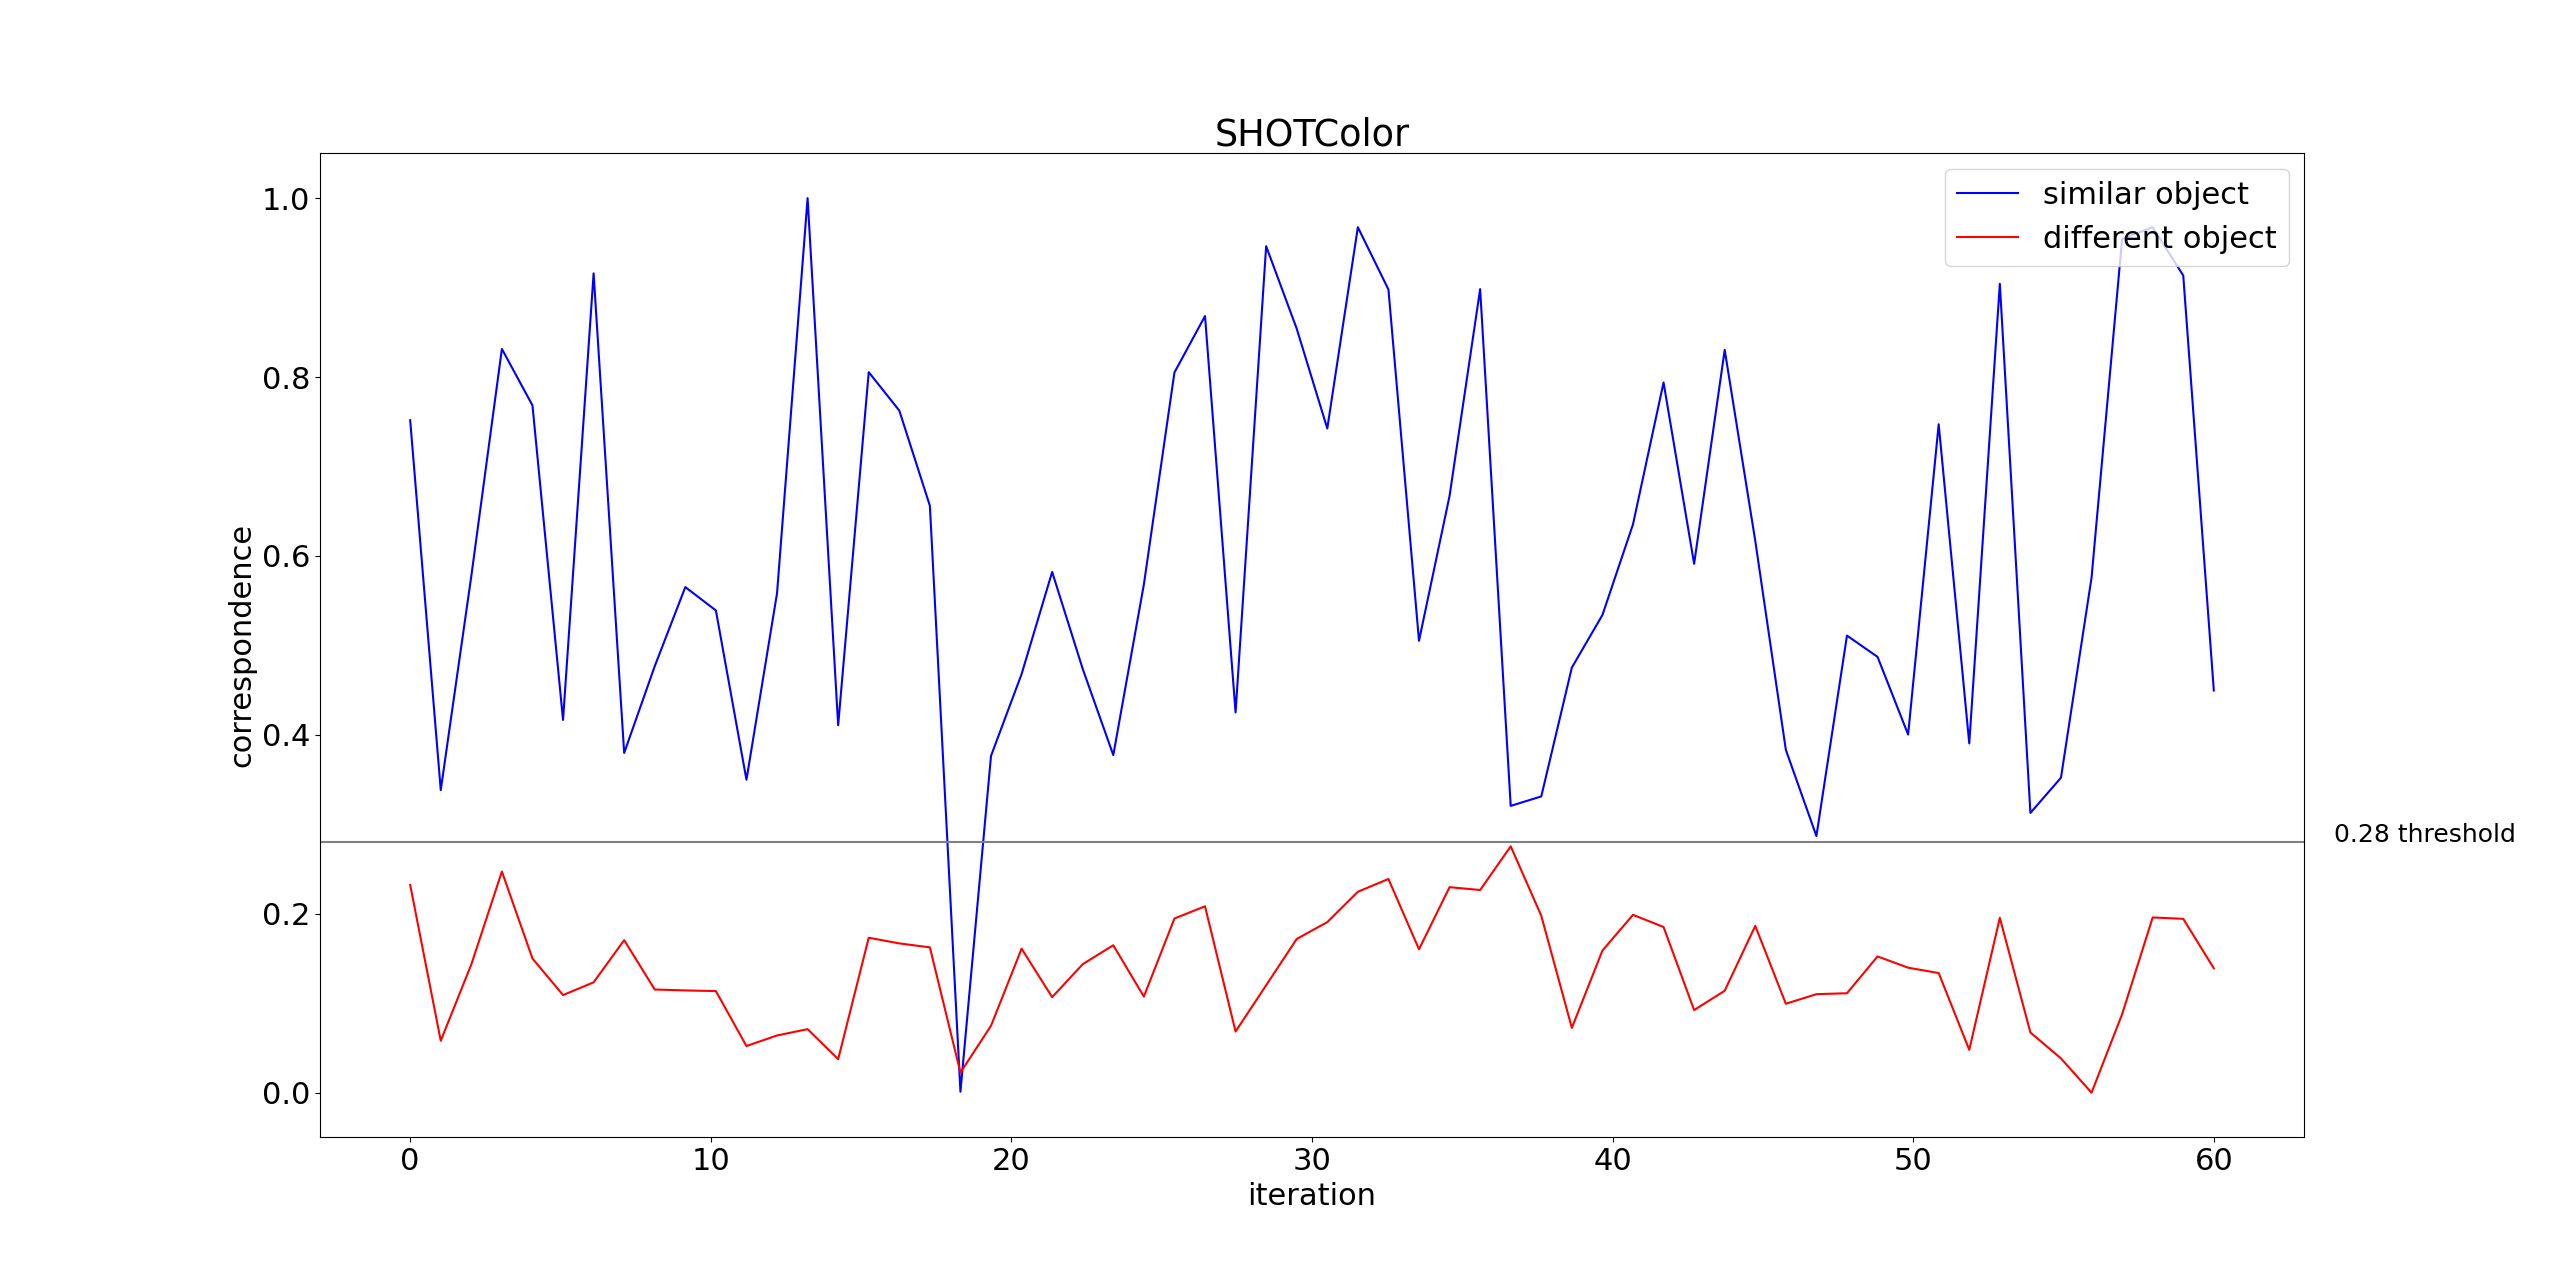 SHOTColor
1.0
0.8
0.6
0.4
0.2
0.0
correspondence
similar object
different object
0.28 threshold
0 10 20 30 40 50 60
iteration